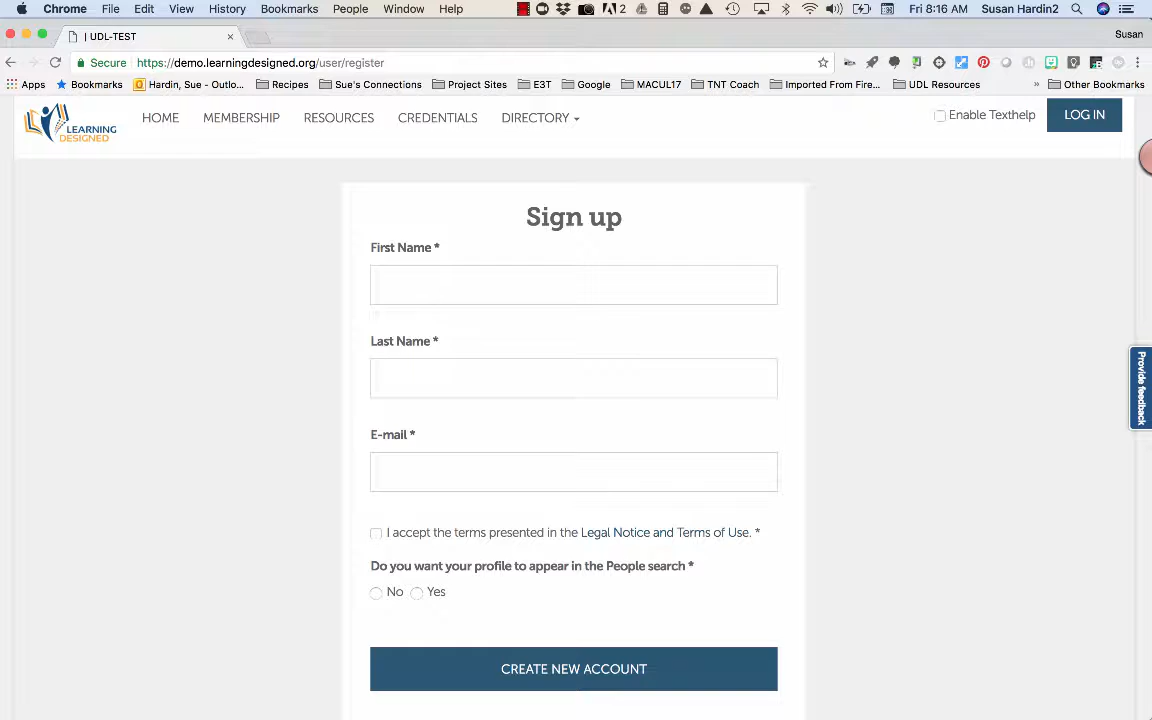 Chrome File Edit View History Bookmarks People Window Help 2 Fri 8:16 AM Susan Hardin2
| UDL-TEST × Susan
Secure https://demo.learningdesigned.org/user/register
Apps Bookmarks Hardin, Sue - Outlo... Recipes Sue's Connections Project Sites E3T Google MACUL17 TNT Coach Imported From Fire... UDL Resources » Other Bookmarks
LEARNING DESIGNED HOME MEMBERSHIP RESOURCES CREDENTIALS DIRECTORY Enable Texthelp LOG IN
Sign up
First Name *
Last Name *
E-mail *
I accept the terms presented in the Legal Notice and Terms of Use. *
Do you want your profile to appear in the People search *
No Yes
CREATE NEW ACCOUNT
Provide feedback